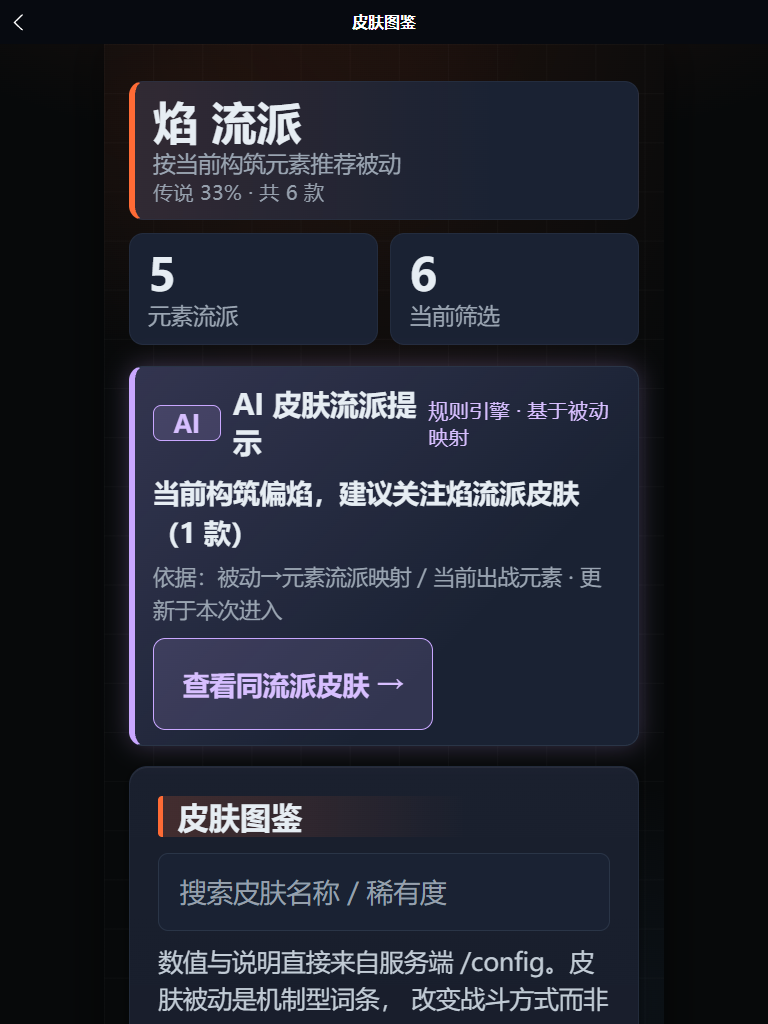 皮肤图鉴
焰 流派
按当前构筑元素推荐被动
传说 33% · 共 6 款
5
元素流派
6
当前筛选
AI
AI 皮肤流派提
示
规则引擎 · 基于被动
映射
当前构筑偏焰，建议关注焰流派皮肤
（1 款）
依据：被动→元素流派映射 / 当前出战元素 · 更
新于本次进入
查看同流派皮肤 →
皮肤图鉴
搜索皮肤名称 / 稀有度
数值与说明直接来自服务端 /config。皮
肤被动是机制型词条， 改变战斗方式而非